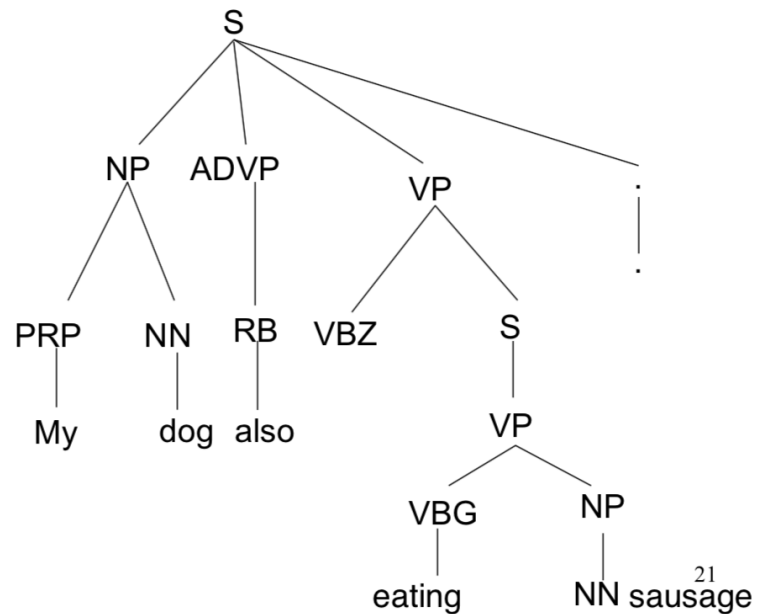 S
NP ADVP VP .
.
PRP NN RB VBZ S
My dog also VP
VBG NP
21
eating NN sausage